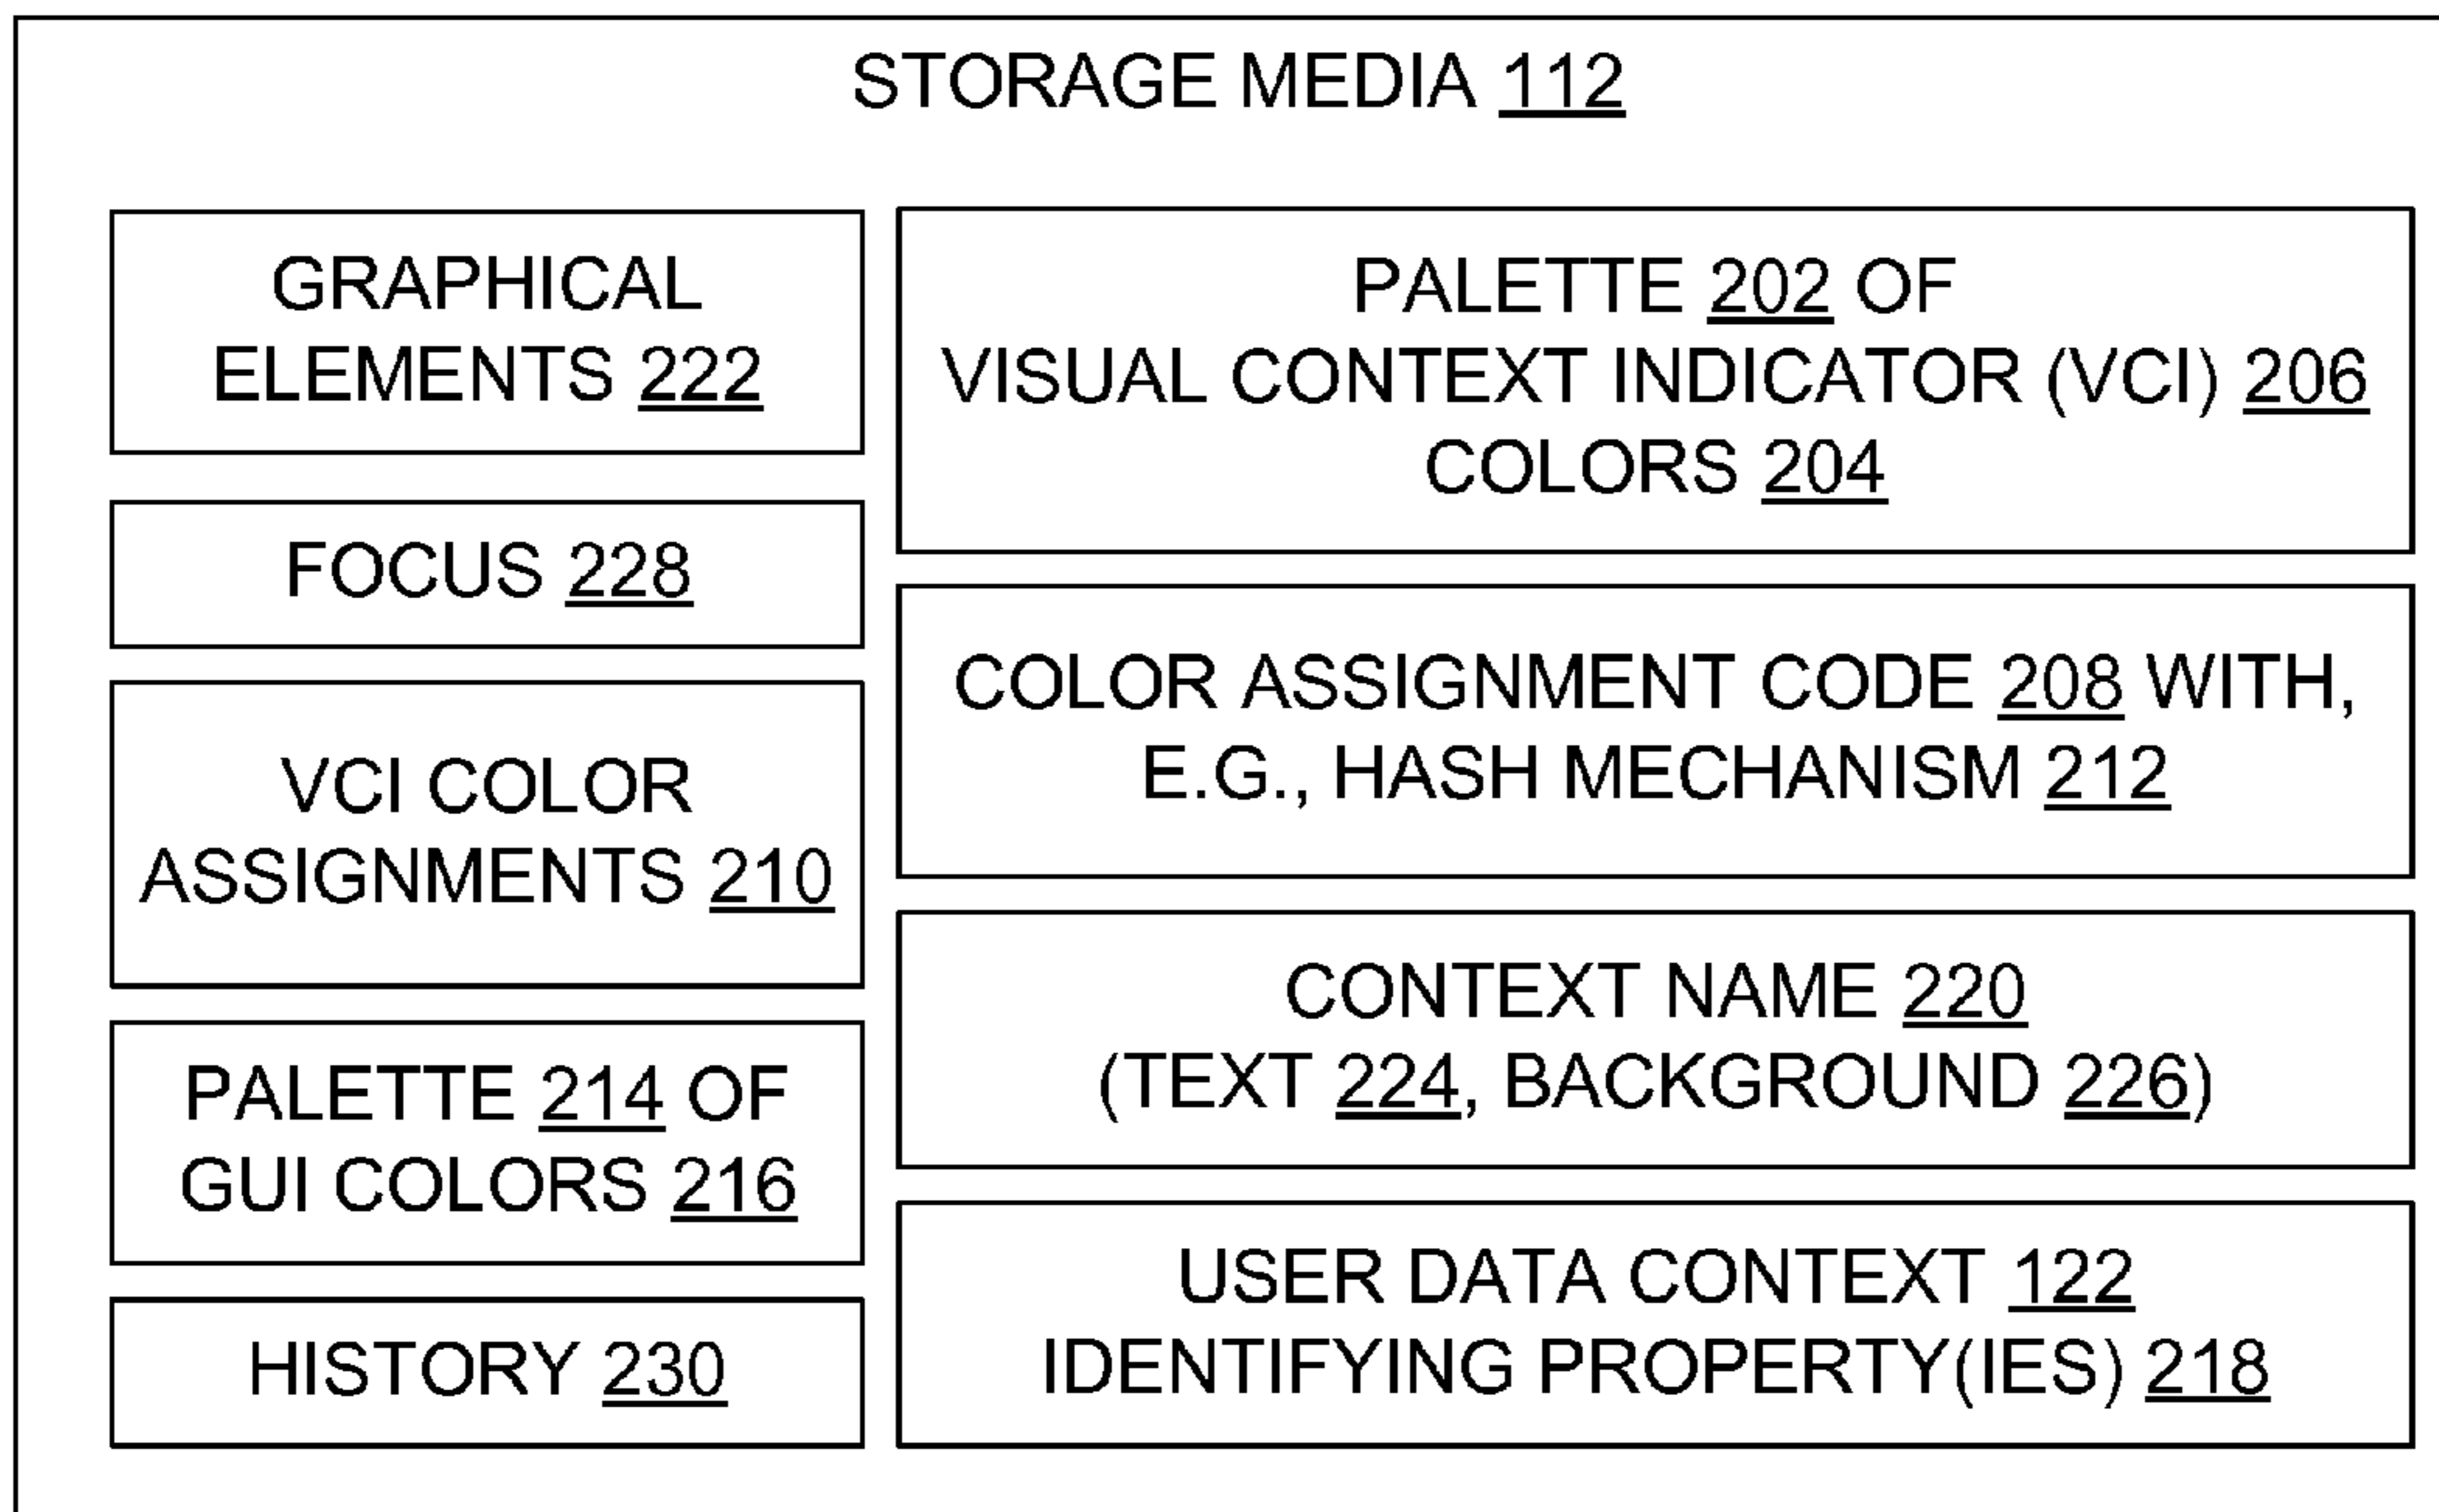 STORAGE MEDIA 112
GRAPHICAL
ELEMENTS 222
FOCUS 228
VCI COLOR
ASSIGNMENTS 210
PALETTE 214 OF
GUI COLORS 216
HISTORY 230
PALETTE 202 OF
VISUAL CONTEXT INDICATOR (VCI) 206
COLORS 204
COLOR ASSIGNMENT CODE 208 WITH,
E.G., HASH MECHANISM 212
CONTEXT NAME 220
(TEXT 224, BACKGROUND 226)
USER DATA CONTEXT 122
IDENTIFYING PROPERTY(IES) 218